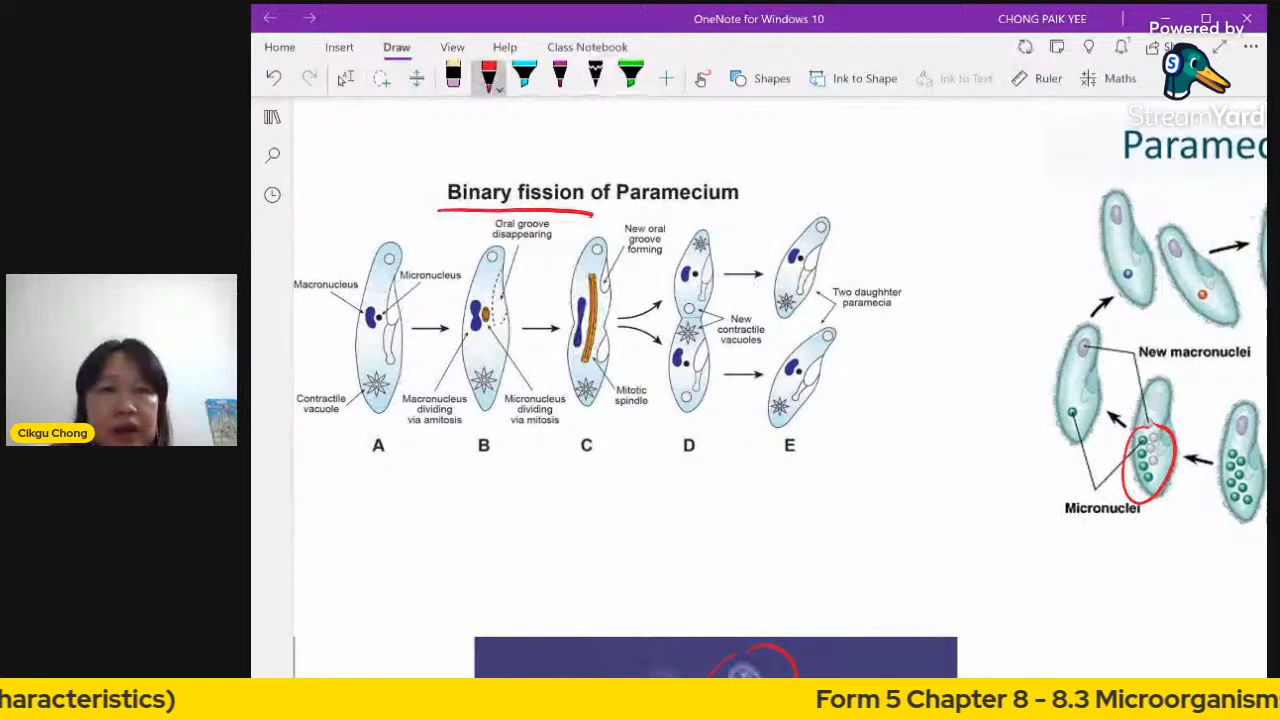 OneNote for Windows 10
CHONG PAIK YEE
Powered by
StreamYard
Home
Insert
Draw
View
Help
Class Notebook
Shapes
Ink to Shape
Ink to Text
Ruler
Maths
Binary fission of Paramecium
Macronucleus
Micronucleus
Contractile
vacuole
Oral groove
disappearing
Macronucleus
dividing
via amitosis
Micronucleus
dividing
via mitosis
New oral
groove
forming
Mitotic
spindle
New
contractile
vacuoles
Two daughhter
paramecia
A
B
C
D
E
Paramec
New macronuclei
Micronuclei
Cikgu Chong
haracteristics)
Form 5 Chapter 8 - 8.3 Microorganism